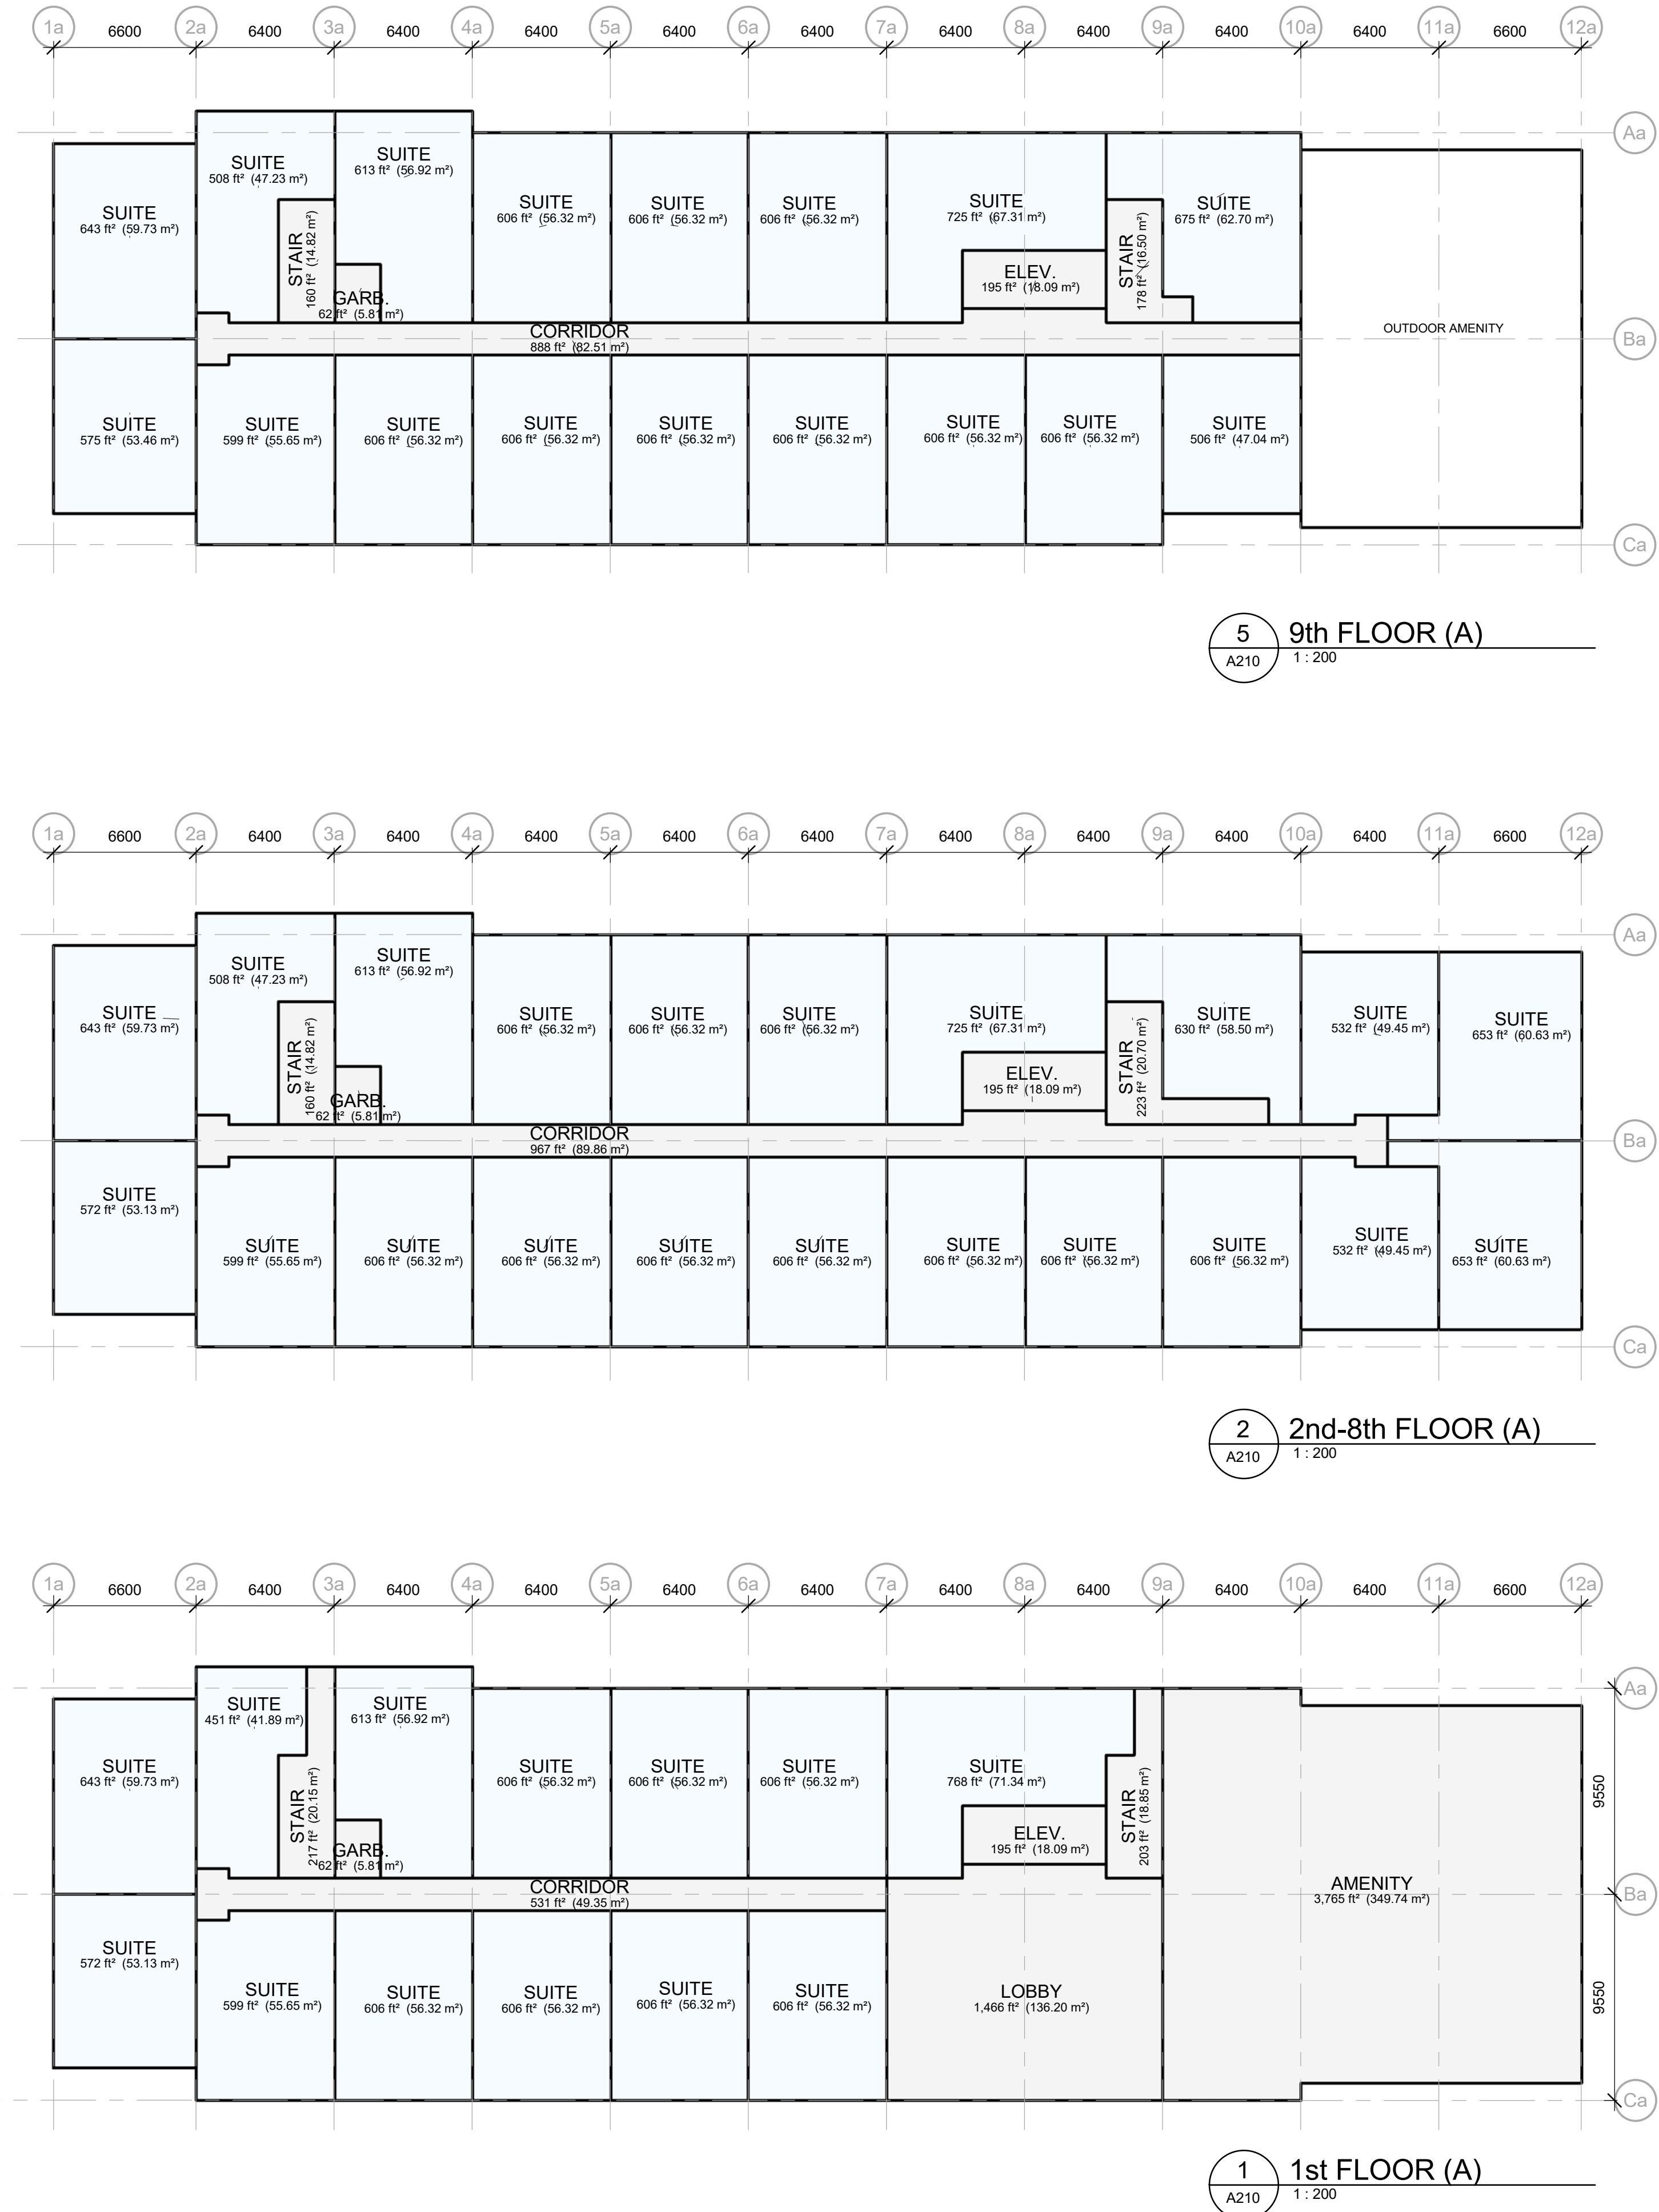 1a 2a 3a 4a 5a 6a 7a 8a 9a 10a 11a 12a
6600 6400 6400 6400 6400 6400 6400 6400 6400 6400 6600
Aa
SUITE
508 ft² (47.23 m²)
SUITE
613 ft² (56.92 m²)
SUITE
643 ft² (59.73 m²)
SUITE
606 ft² (56.32 m²)
SUITE
606 ft² (56.32 m²)
SUITE
606 ft² (56.32 m²)
SUITE
725 ft² (67.31 m²)
SUITE
675 ft² (62.70 m²)
STAIR
160 ft² (14.82 m²)
GARB.
62 ft² (5.81 m²)
ELEV.
195 ft² (18.09 m²)
STAIR
178 ft² (16.50 m²)
CORRIDOR
888 ft² (82.51 m²)
OUTDOOR AMENITY
Ba
SUITE
575 ft² (53.46 m²)
SUITE
599 ft² (55.65 m²)
SUITE
606 ft² (56.32 m²)
SUITE
606 ft² (56.32 m²)
SUITE
606 ft² (56.32 m²)
SUITE
606 ft² (56.32 m²)
SUITE
606 ft² (56.32 m²)
SUITE
606 ft² (56.32 m²)
SUITE
506 ft² (47.04 m²)
Ca
5
A210
9th FLOOR (A)
1 : 200
1a 2a 3a 4a 5a 6a 7a 8a 9a 10a 11a 12a
6600 6400 6400 6400 6400 6400 6400 6400 6400 6400 6600
Aa
SUITE
508 ft² (47.23 m²)
SUITE
613 ft² (56.92 m²)
SUITE
643 ft² (59.73 m²)
SUITE
606 ft² (56.32 m²)
SUITE
606 ft² (56.32 m²)
SUITE
606 ft² (56.32 m²)
SUITE
725 ft² (67.31 m²)
SUITE
630 ft² (58.50 m²)
SUITE
532 ft² (49.45 m²)
SUITE
653 ft² (60.63 m²)
STAIR
160 ft² (14.82 m²)
GARB.
62 ft² (5.81 m²)
ELEV.
195 ft² (18.09 m²)
STAIR
223 ft² (20.70 m²)
CORRIDOR
967 ft² (89.86 m²)
Ba
SUITE
572 ft² (53.13 m²)
SUITE
599 ft² (55.65 m²)
SUITE
606 ft² (56.32 m²)
SUITE
606 ft² (56.32 m²)
SUITE
606 ft² (56.32 m²)
SUITE
606 ft² (56.32 m²)
SUITE
606 ft² (56.32 m²)
SUITE
606 ft² (56.32 m²)
SUITE
606 ft² (56.32 m²)
SUITE
532 ft² (49.45 m²)
SUITE
653 ft² (60.63 m²)
Ca
2
A210
2nd-8th FLOOR (A)
1 : 200
1a 2a 3a 4a 5a 6a 7a 8a 9a 10a 11a 12a
6600 6400 6400 6400 6400 6400 6400 6400 6400 6400 6600
Aa
SUITE
451 ft² (41.89 m²)
SUITE
613 ft² (56.92 m²)
SUITE
643 ft² (59.73 m²)
SUITE
606 ft² (56.32 m²)
SUITE
606 ft² (56.32 m²)
SUITE
606 ft² (56.32 m²)
SUITE
768 ft² (71.34 m²)
9550
STAIR
217 ft² (20.15 m²)
GARB.
62 ft² (5.81 m²)
ELEV.
195 ft² (18.09 m²)
STAIR
203 ft² (18.85 m²)
CORRIDOR
531 ft² (49.35 m²)
AMENITY
3,765 ft² (349.74 m²)
Ba
SUITE
572 ft² (53.13 m²)
SUITE
599 ft² (55.65 m²)
SUITE
606 ft² (56.32 m²)
SUITE
606 ft² (56.32 m²)
SUITE
606 ft² (56.32 m²)
SUITE
606 ft² (56.32 m²)
LOBBY
1,466 ft² (136.20 m²)
9550
Ca
1
A210
1st FLOOR (A)
1 : 200